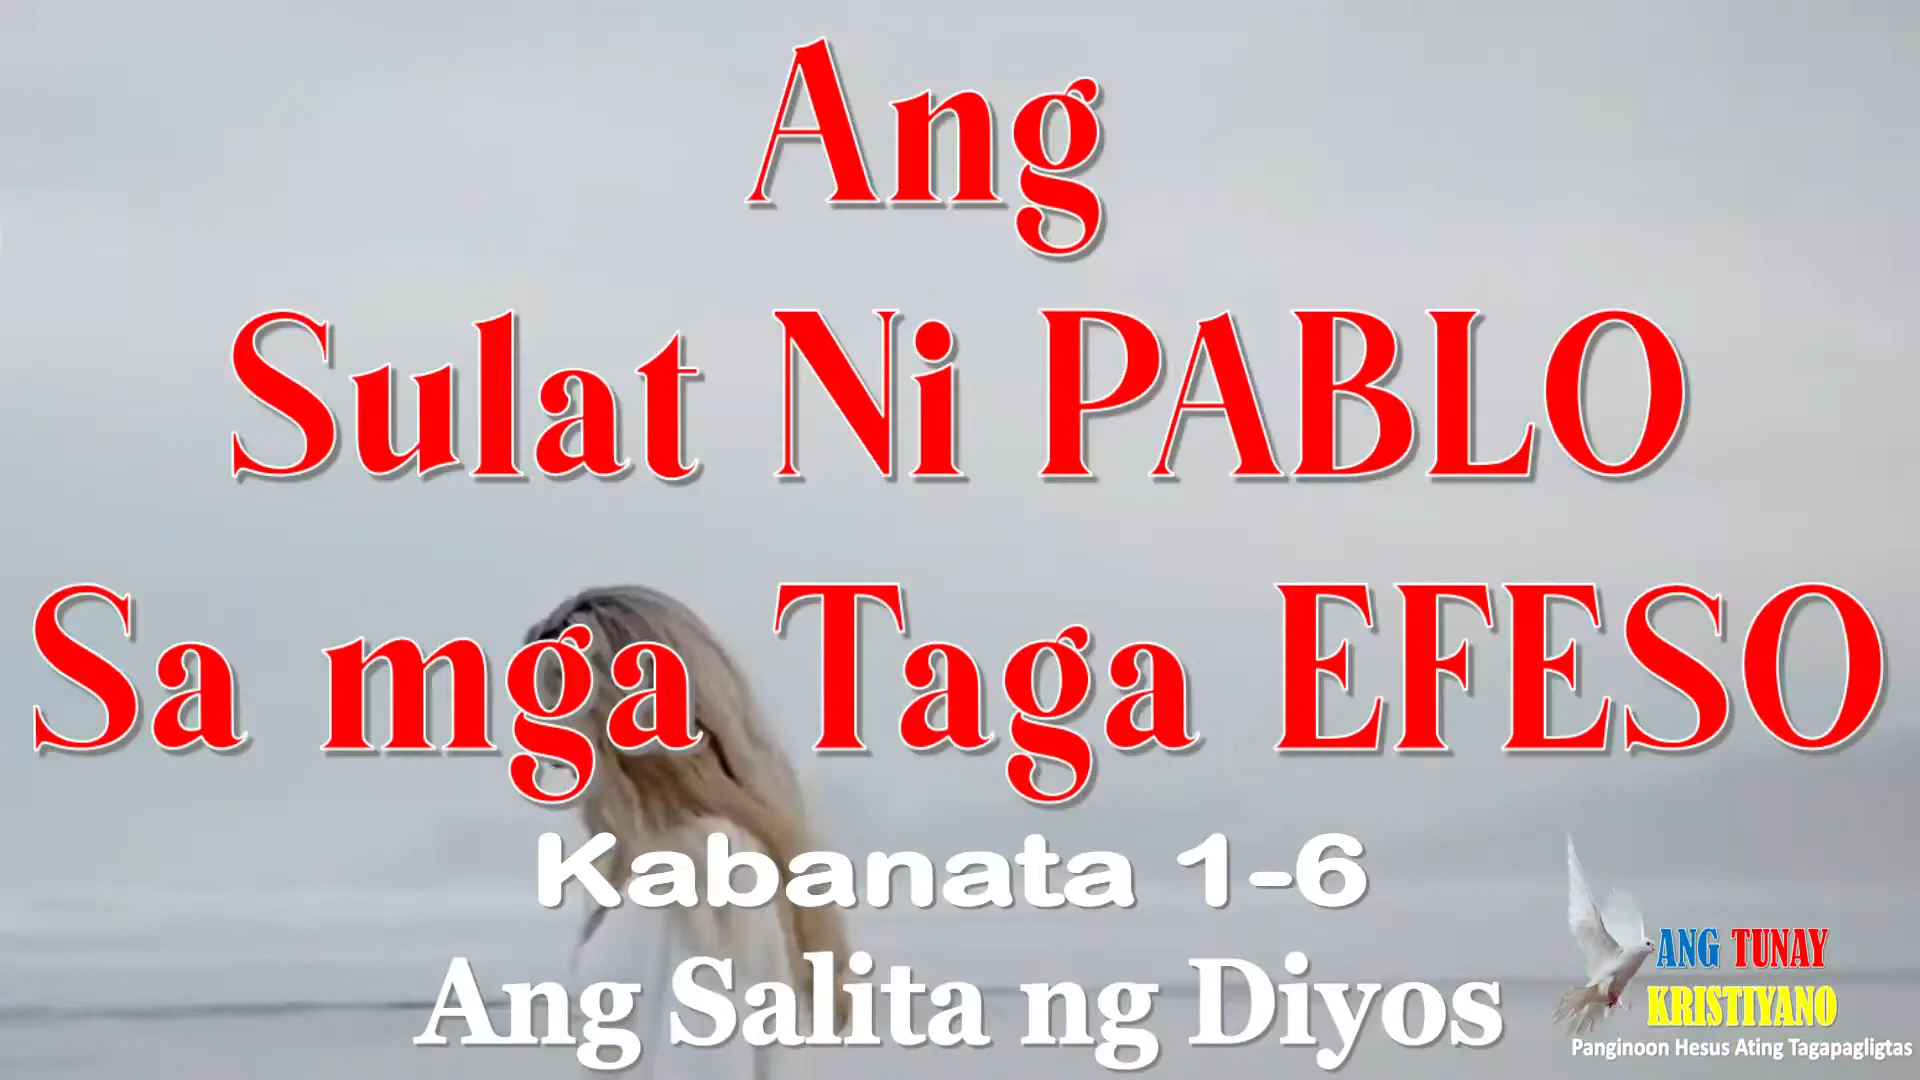 Ang
Sulat Ni PABLO
Sa mga Taga EFESO
Kabanata 1-6
Ang Salita ng Diyos
ANG TUNAY
KRISTIYANO
Panginoon Hesus Ating Tagapagligtas